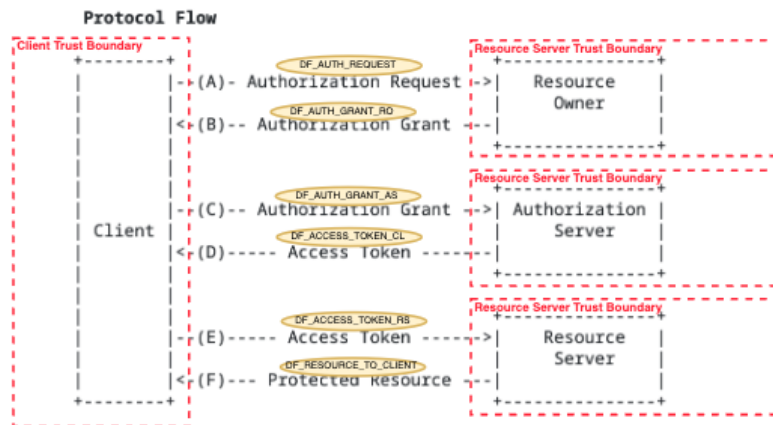 Protocol Flow
Client Trust Boundary
Resource Server Trust Boundary
DF_AUTH_REQUEST
(A)- Authorization Request
Resource
Owner
DF_AUTH_GRANT_RO
(B)-- Authorization Grant
Resource Server Trust Boundary
DF_AUTH_GRANT_AS
(C)-- Authorization Grant
Authorization
Server
Client
DF_ACCESS_TOKEN_CL
(D)----- Access Token
Resource Server Trust Boundary
DF_ACCESS_TOKEN_RS
(E)----- Access Token
Resource
Server
DF_RESOURCE_TO_CLIENT
(F)--- Protected Resource